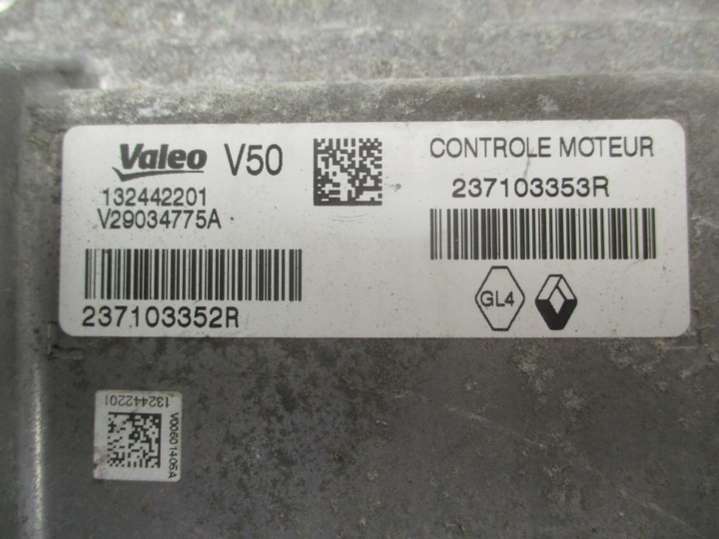 Valeo V50
132442201
V29034775A
237103352R
CONTROLE MOTEUR
237103353R
GL4
132442201
V00601406A